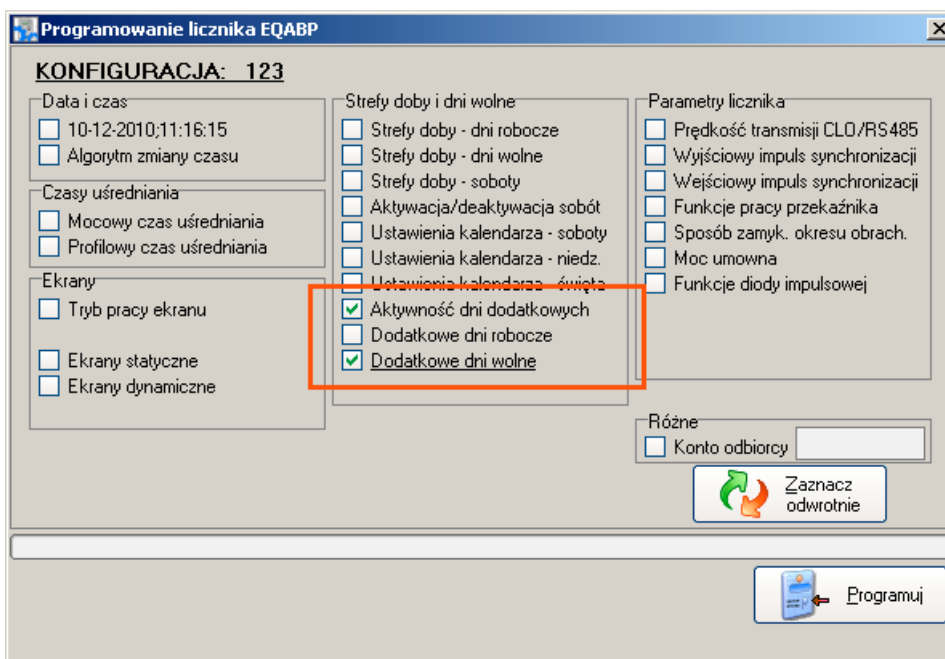 Programowanie licznika EQABP
KONFIGURACJA: 123
Data i czas
10-12-2010;11:16:15
Algorytm zmiany czasu
Czasy uśredniania
Mocowy czas uśredniania
Profilowy czas uśredniania
Ekrany
Tryb pracy ekranu
Ekrany statyczne
Ekrany dynamiczne
Strefy doby i dni wolne
Strefy doby - dni robocze
Strefy doby - dni wolne
Strefy doby - soboty
Aktywacja/deaktywacja sobót
Ustawienia kalendarza - soboty
Ustawienia kalendarza - niedz.
Ustawienia kalendarza - święta
Aktywność dni dodatkowych
Dodatkowe dni robocze
Dodatkowe dni wolne
Parametry licznika
Prędkość transmisji CLO/RS485
Wyjściowy impuls synchronizacji
Wejściowy impuls synchronizacji
Funkcje pracy przekaźnika
Sposób zamyk. okresu obrach.
Moc umowna
Funkcje diody impulsowej
Różne
Konto odbiorcy
Zaznacz
odwrotnie
Programuj